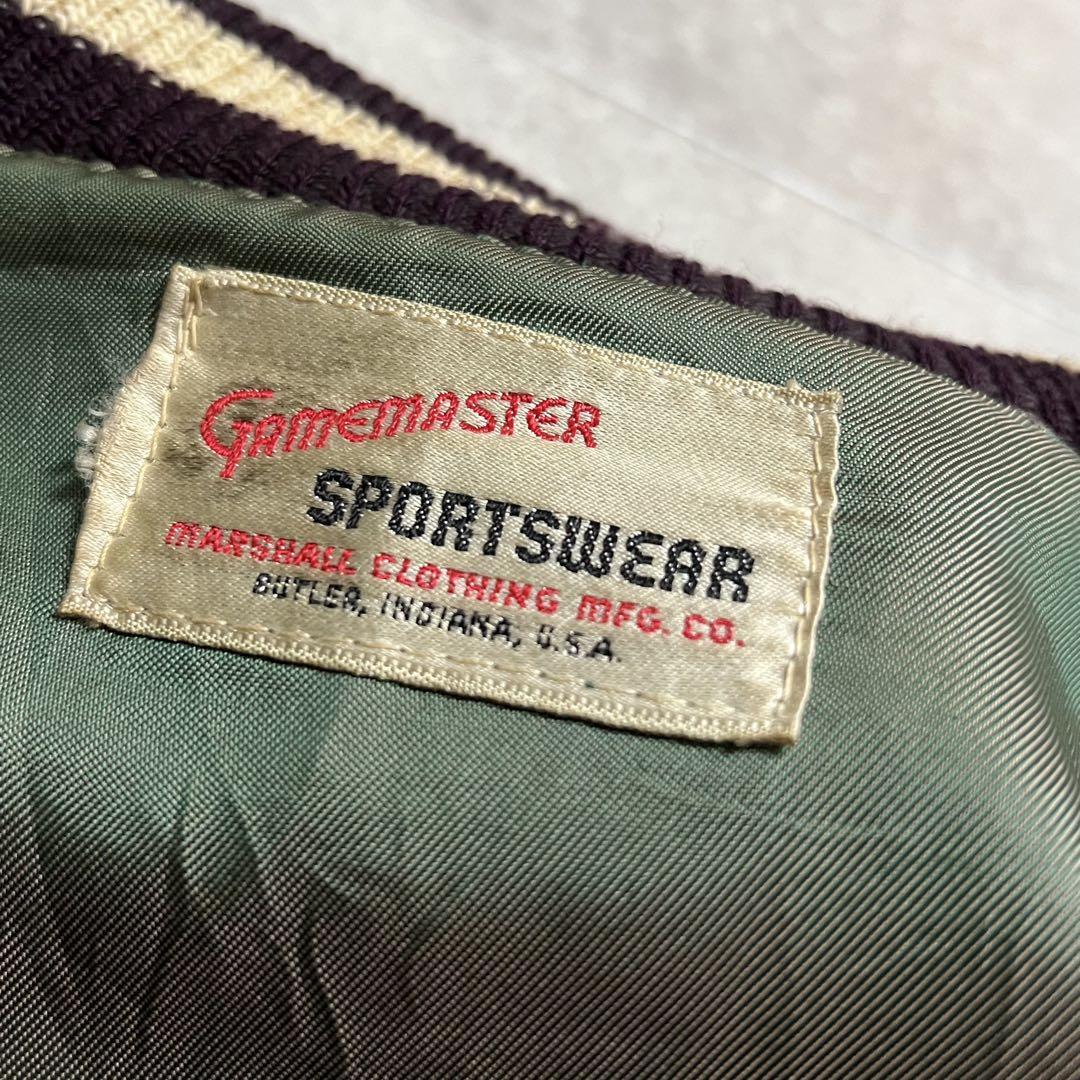 GAMEMASTER
SPORTSWEAR
MARSHALL CLOTHING MFG. CO.
BUTLER, INDIANA, U.S.A.